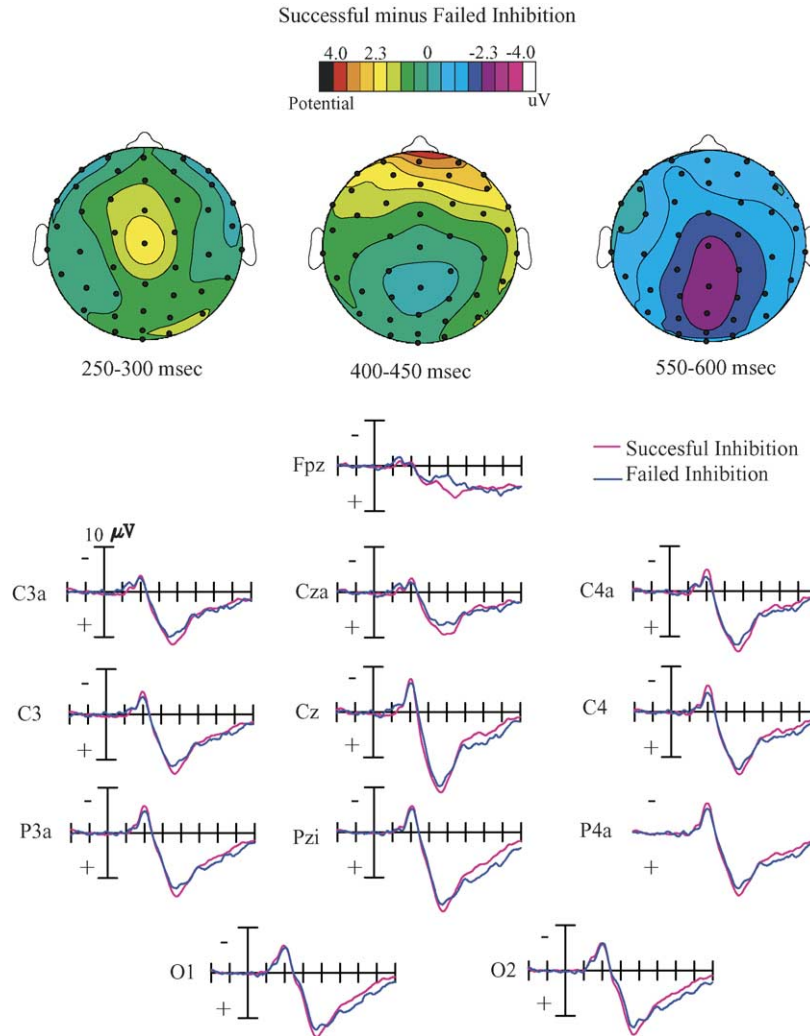 Successful minus Failed Inhibition
4.0 2.3 0 -2.3 -4.0
Potential uV
250-300 msec 400-450 msec 550-600 msec
-
Fpz
+
Succesful Inhibition
Failed Inhibition
10 μV
-
C3a
+
-
Cza
+
-
C4a
+
-
C3
+
-
Cz
+
-
C4
+
-
P3a
+
-
Pzi
+
-
P4a
+
-
O1
+
-
O2
+